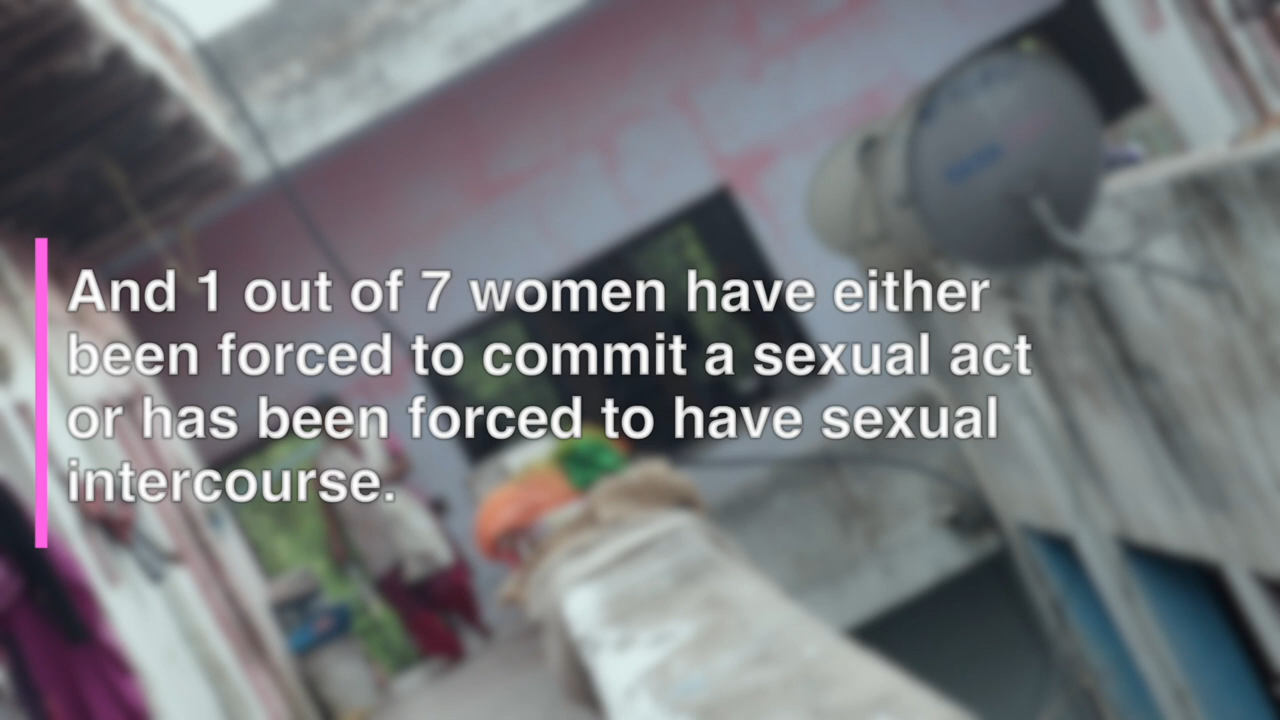 And 1 out of 7 women have either
been forced to commit a sexual act
or has been forced to have sexual
intercourse.